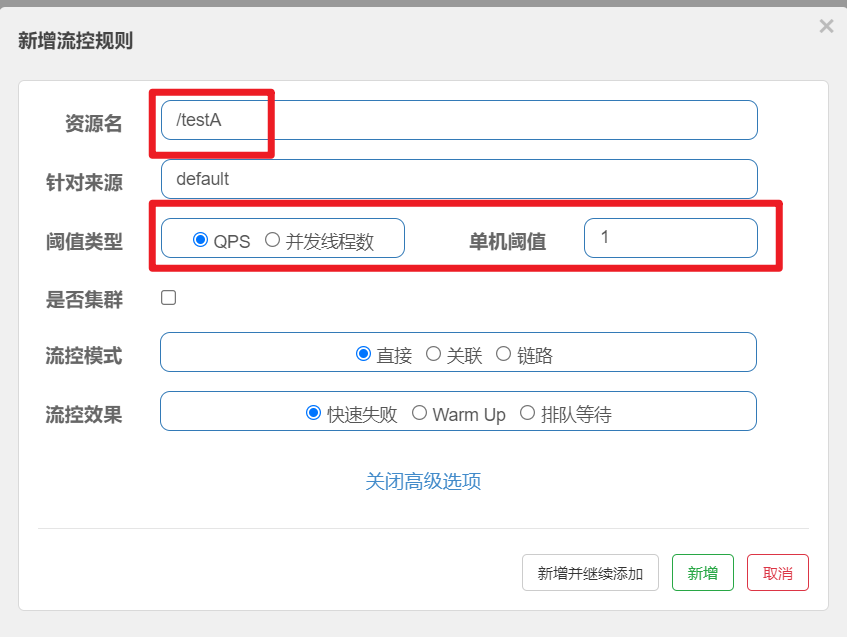 新增流控规则
×
资源名 /testA
针对来源 default
阈值类型 QPS 并发线程数 单机阈值 1
是否集群
流控模式 直接 关联 链路
流控效果 快速失败 Warm Up 排队等待
关闭高级选项
新增并继续添加 新增 取消